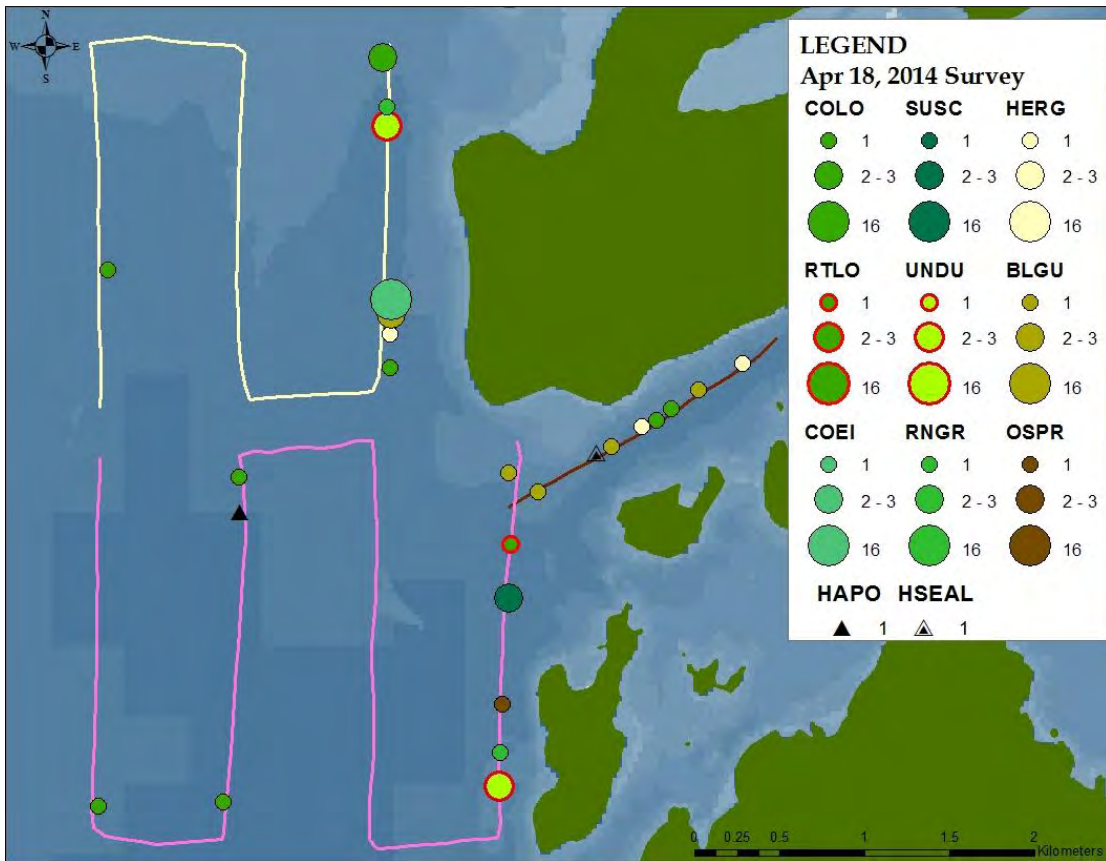 N
W E
S
LEGEND
Apr 18, 2014 Survey
COLO SUSC HERG
1 1 1
2 - 3 2 - 3 2 - 3
16 16 16
RTLO UNDU BLGU
1 1 1
2 - 3 2 - 3 2 - 3
16 16 16
COEI RNGR OSPR
1 1 1
2 - 3 2 - 3 2 - 3
16 16 16
HAPO HSEAL
1 1
0 0.25 0.5 1 1.5 2
Kilometers